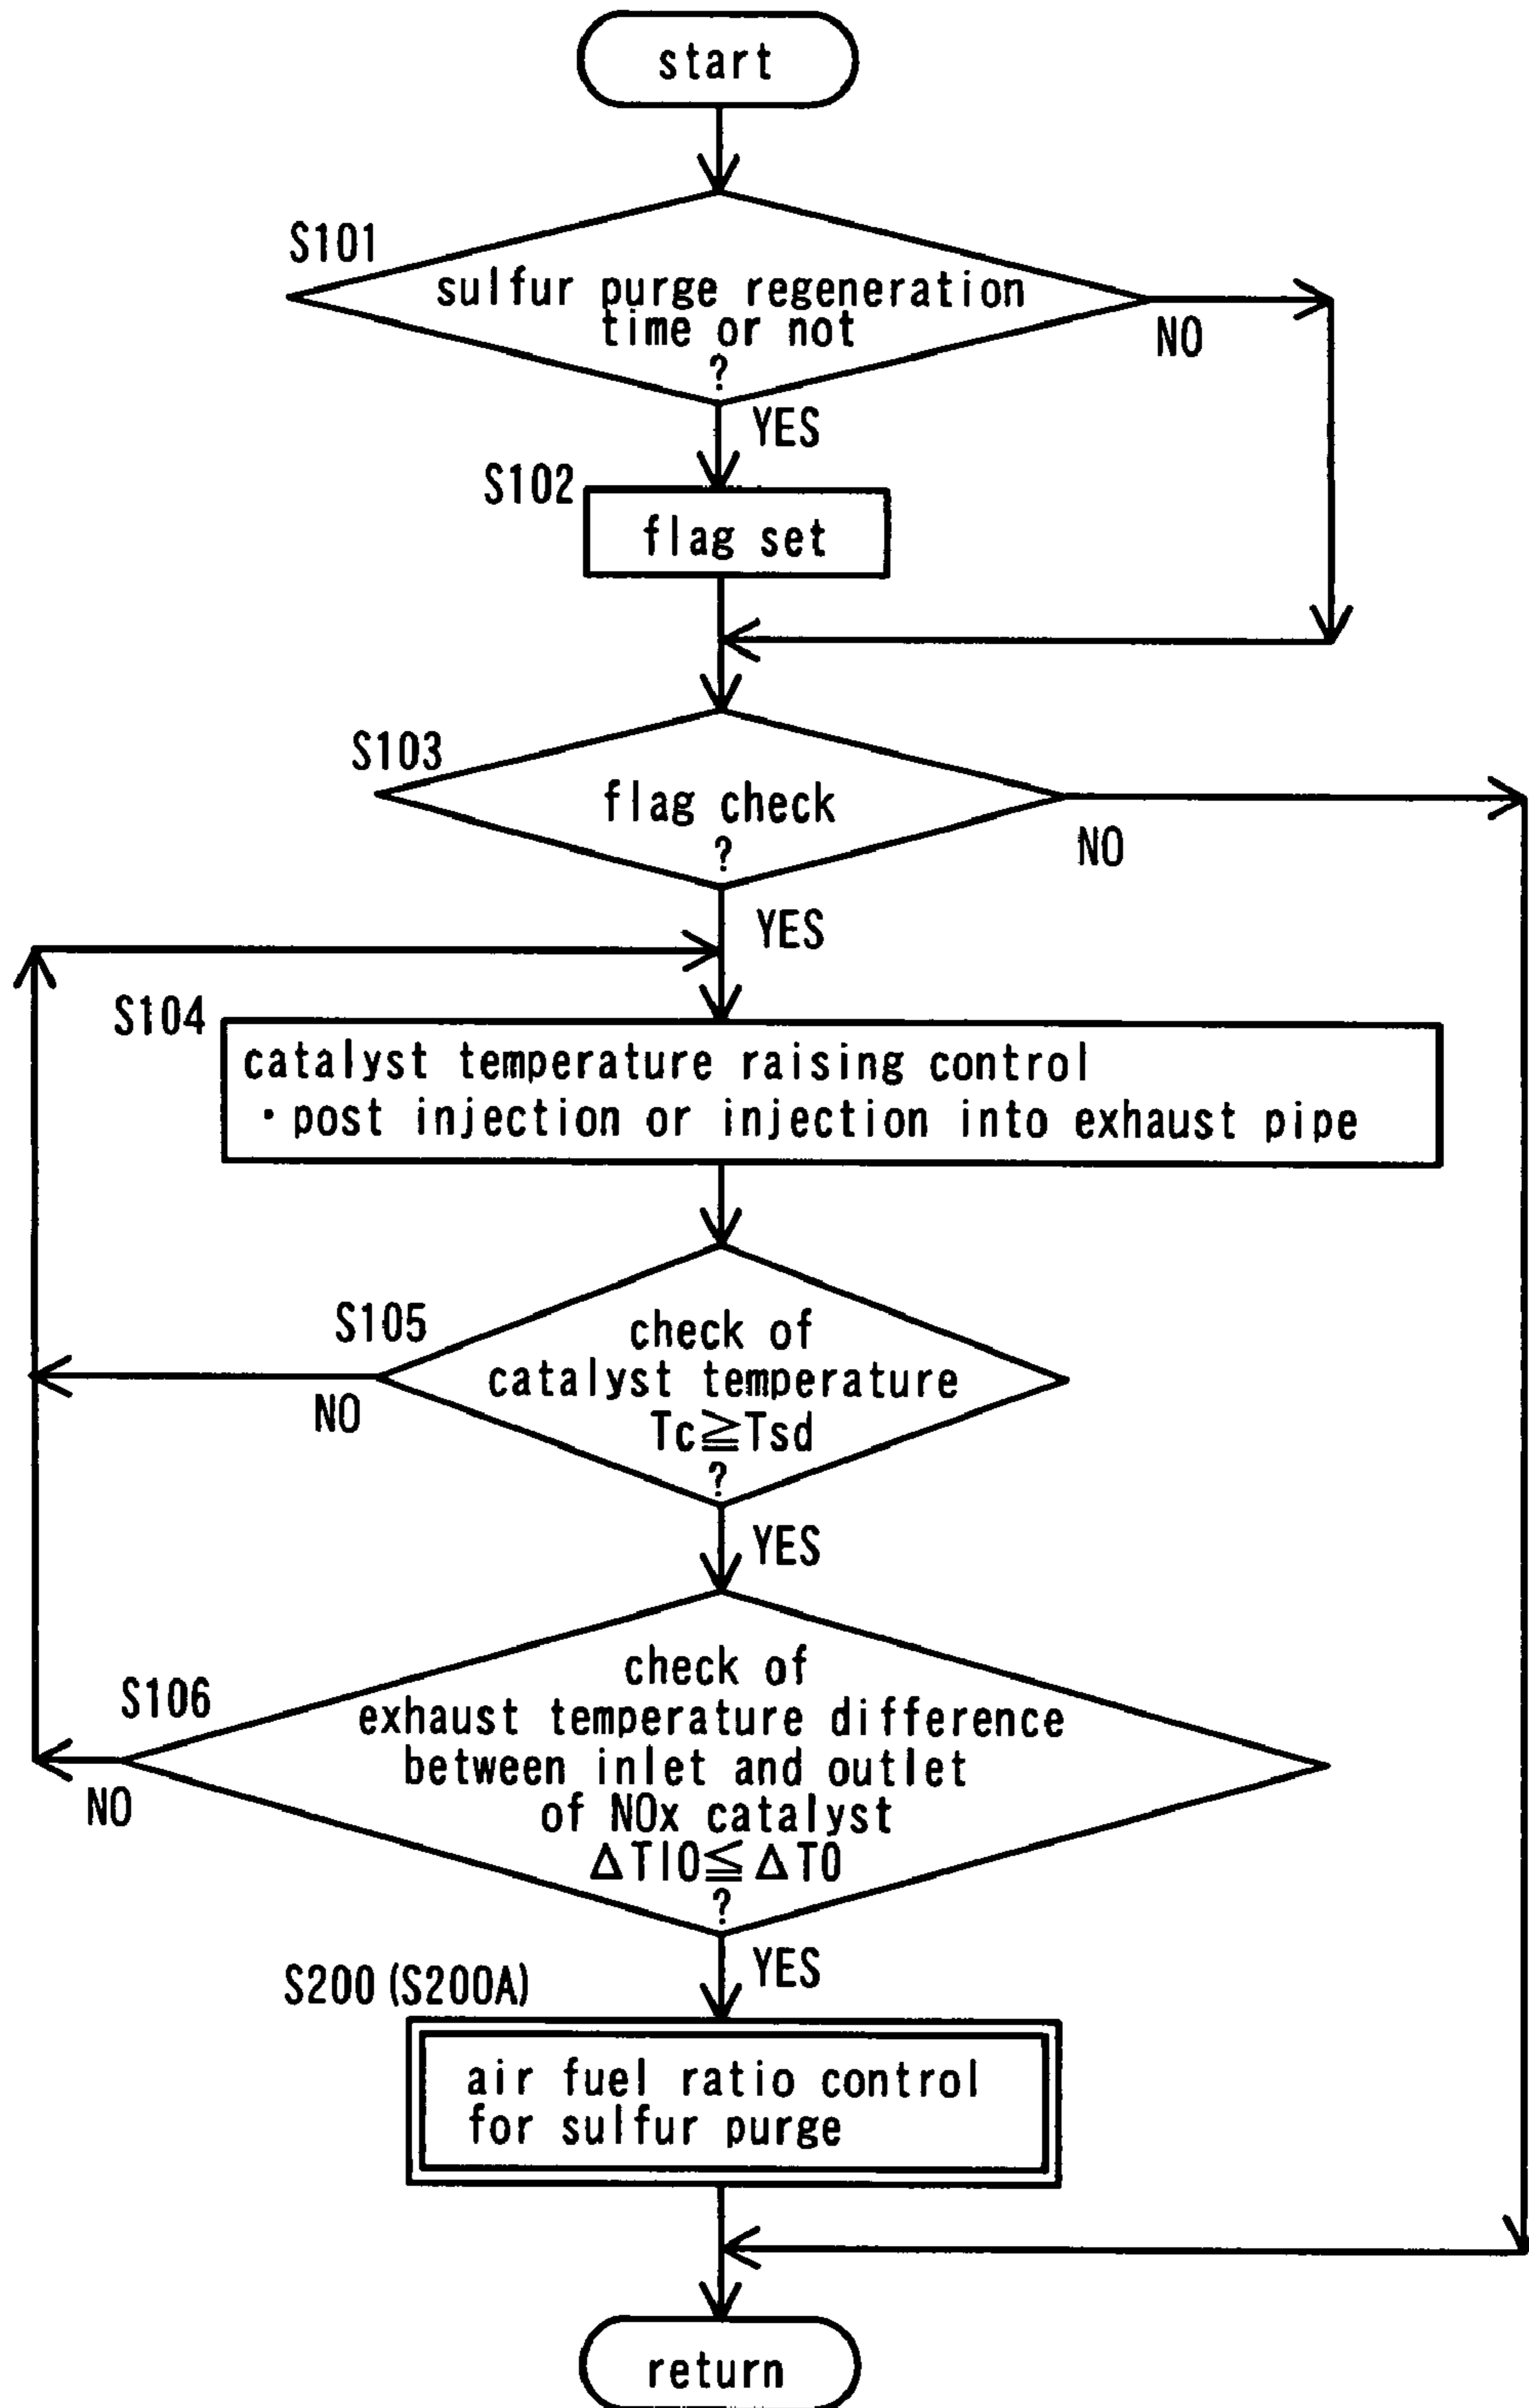 start
S101
sulfur purge regeneration
time or not
?
NO
YES
S102
flag set
S103
flag check
?
NO
YES
S104
catalyst temperature raising control
・post injection or injection into exhaust pipe
S105
check of
catalyst temperature
Tc≧Tsd
?
NO
YES
S106
check of
exhaust temperature difference
between inlet and outlet
of NOx catalyst
ΔTIO≦ΔT0
?
NO
YES
S200(S200A)
air fuel ratio control
for sulfur purge
return